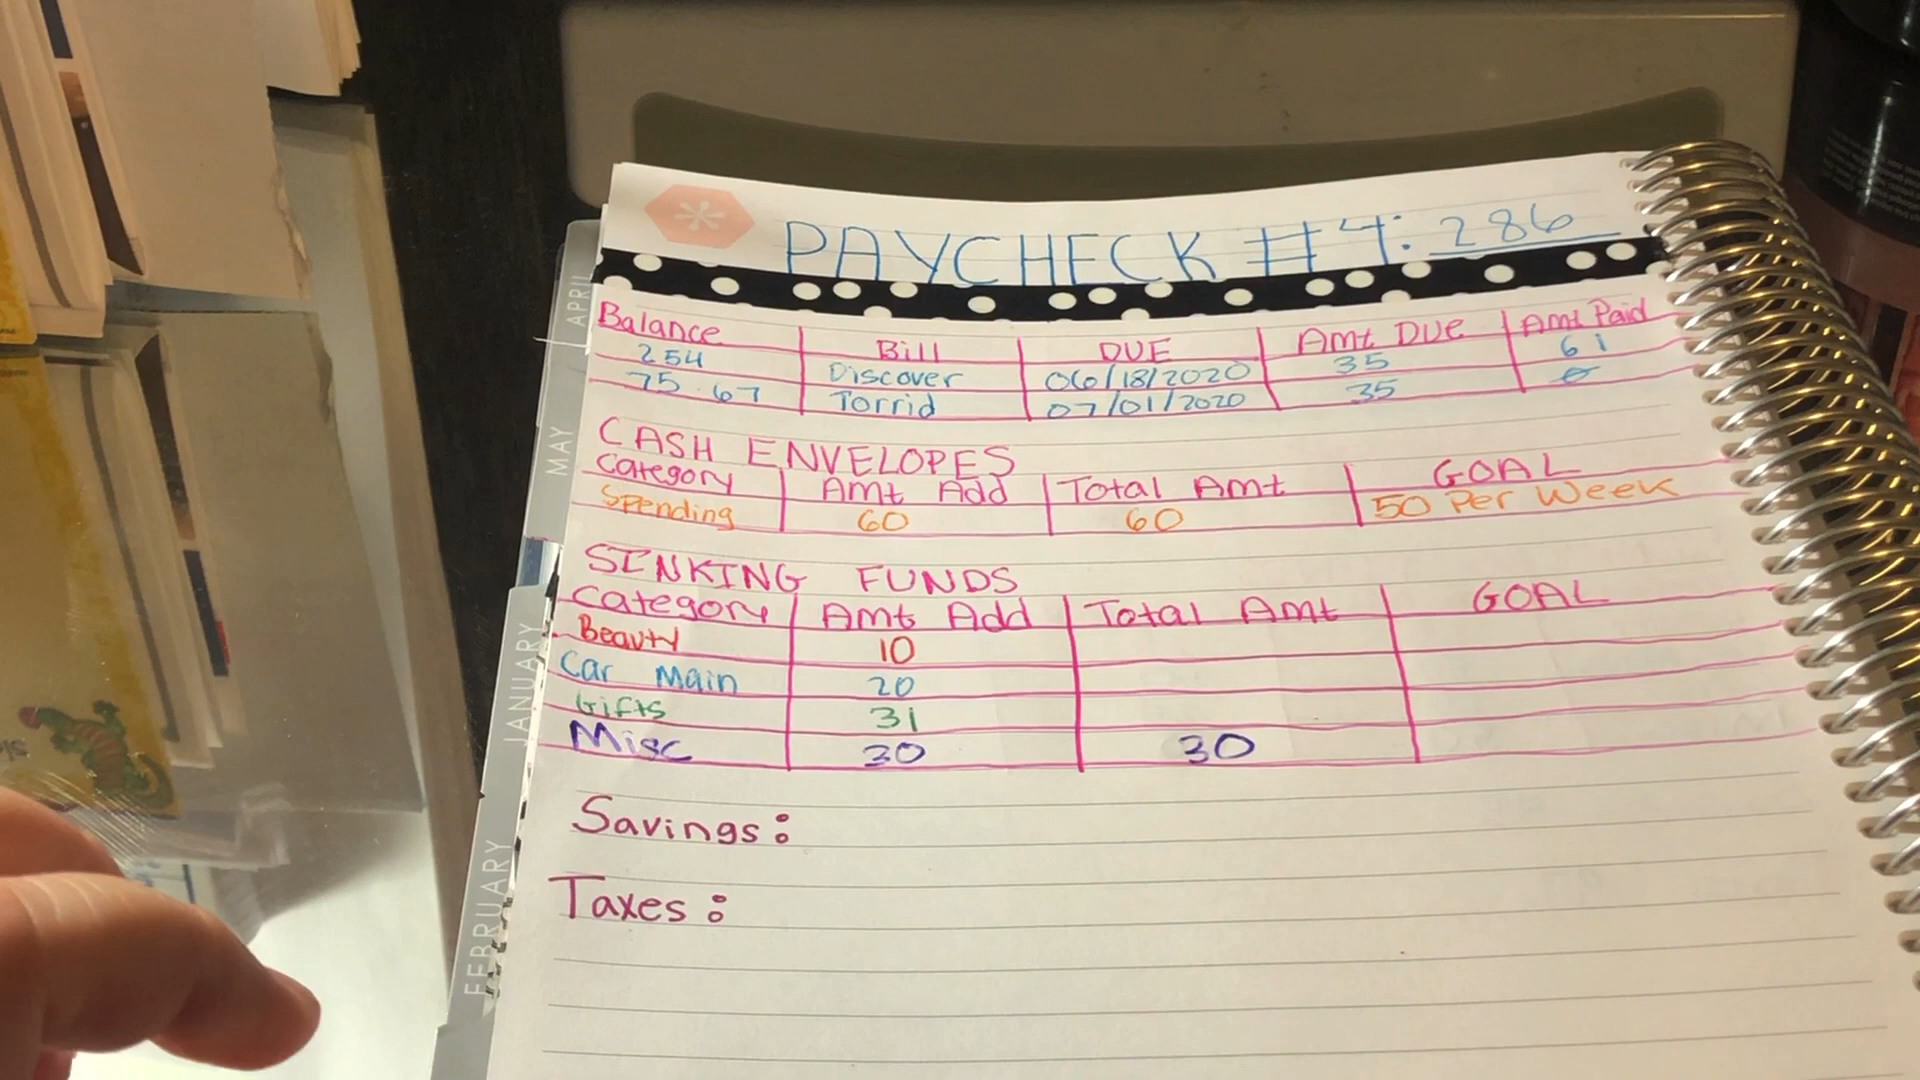 PAYCHECK #4: 286
Balance Bill DUE Amt DUE Amt Paid
254 Discover 06/18/2020 35 61
75.67 Torrid 07/01/2020 35 0
CASH ENVELOPES
Category Amt Add Total Amt GOAL
Spending 60 60 50 Per Week
SINKING FUNDS
Category Amt Add Total Amt GOAL
Beauty 10
Car Main 20
Gifts 31
Misc 30 30
Savings:
Taxes:
APRIL
MAY
JANUARY
FEBRUARY